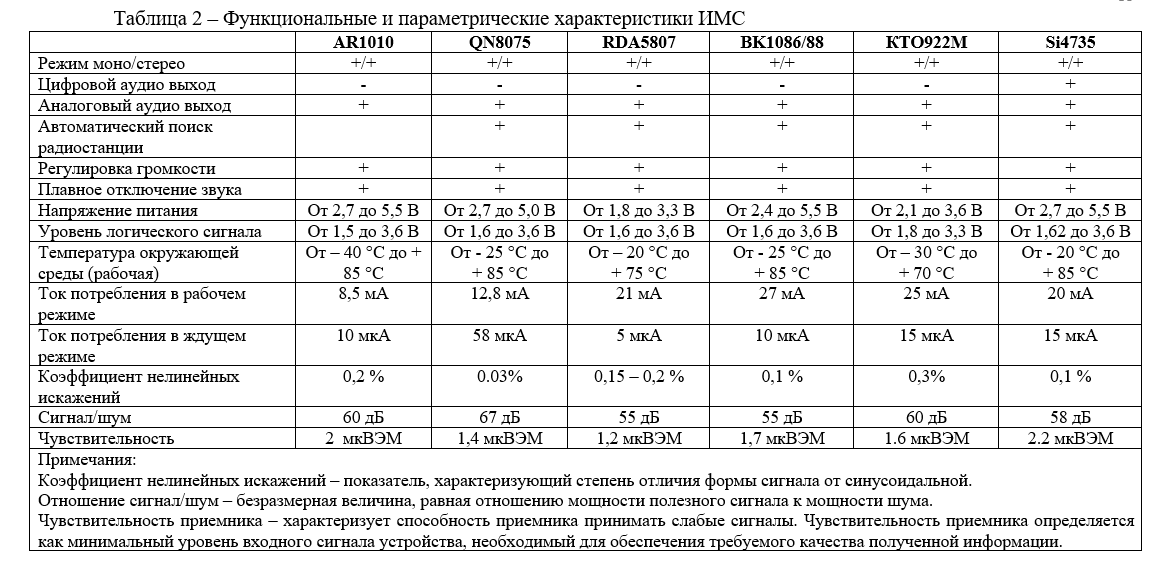 Таблица 2 – Функциональные и параметрические характеристики ИМС
AR1010 QN8075 RDA5807 BK1086/88 КТО922М Si4735
Режим моно/стерео +/+ +/+ +/+ +/+ +/+ +/+
Цифровой аудио выход - - - - - +
Аналоговый аудио выход + + + + + +
Автоматический поиск + + + + +
радиостанции
Регулировка громкости + + + + + +
Плавное отключение звука + + + + + +
Напряжение питания От 2,7 до 5,5 В От 2,7 до 5,0 В От 1,8 до 3,3 В От 2,4 до 5,5 В От 2,1 до 3,6 В От 2,7 до 5,5 В
Уровень логического сигнала От 1,5 до 3,6 В От 1,6 до 3,6 В От 1,6 до 3,6 В От 1,6 до 3,6 В От 1,8 до 3,3 В От 1,62 до 3,6 В
Температура окружающей От – 40 °C до + От - 25 °C до От – 20 °C до От - 25 °C до От – 30 °C до От - 20 °C до
среды (рабочая) 85 °C + 85 °C + 75 °C + 85 °C + 70 °C + 85 °C
Ток потребления в рабочем 8,5 мА 12,8 мА 21 мА 27 мА 25 мА 20 мА
режиме
Ток потребления в ждущем 10 мкА 58 мкА 5 мкА 10 мкА 15 мкА 15 мкА
режиме
Коэффициент нелинейных 0,2 % 0.03% 0,15 – 0,2 % 0,1 % 0,3% 0,1 %
искажений
Сигнал/шум 60 дБ 67 дБ 55 дБ 55 дБ 60 дБ 58 дБ
Чувствительность 2 мкВЭМ 1,4 мкВЭМ 1,2 мкВЭМ 1,7 мкВЭМ 1.6 мкВЭМ 2.2 мкВЭМ
Примечания:
Коэффициент нелинейных искажений – показатель, характеризующий степень отличия формы сигнала от синусоидальной.
Отношение сигнал/шум – безразмерная величина, равная отношению мощности полезного сигнала к мощности шума.
Чувствительность приемника – характеризует способность приемника принимать слабые сигналы. Чувствительность приемника определяется
как минимальный уровень входного сигнала устройства, необходимый для обеспечения требуемого качества полученной информации.